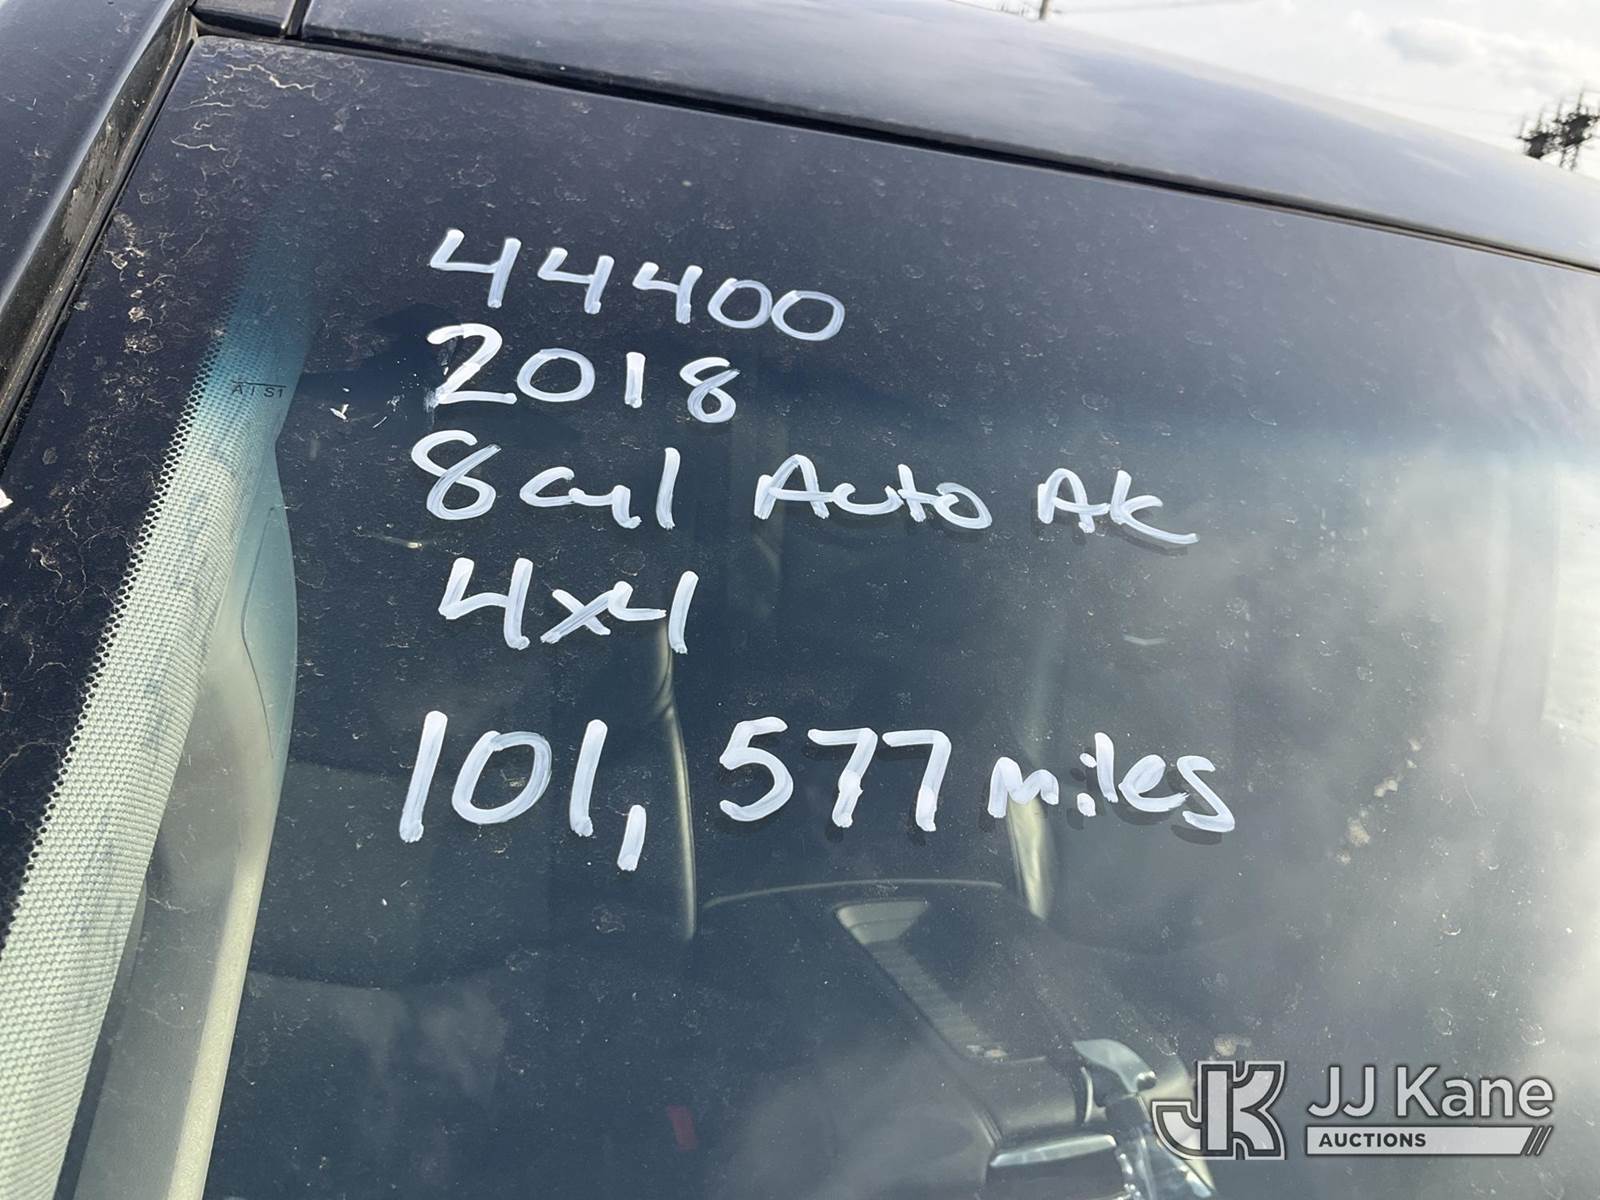 44400
2018
8cyl Auto AK
4x4
101,577 miles
JJ Kane
AUCTIONS